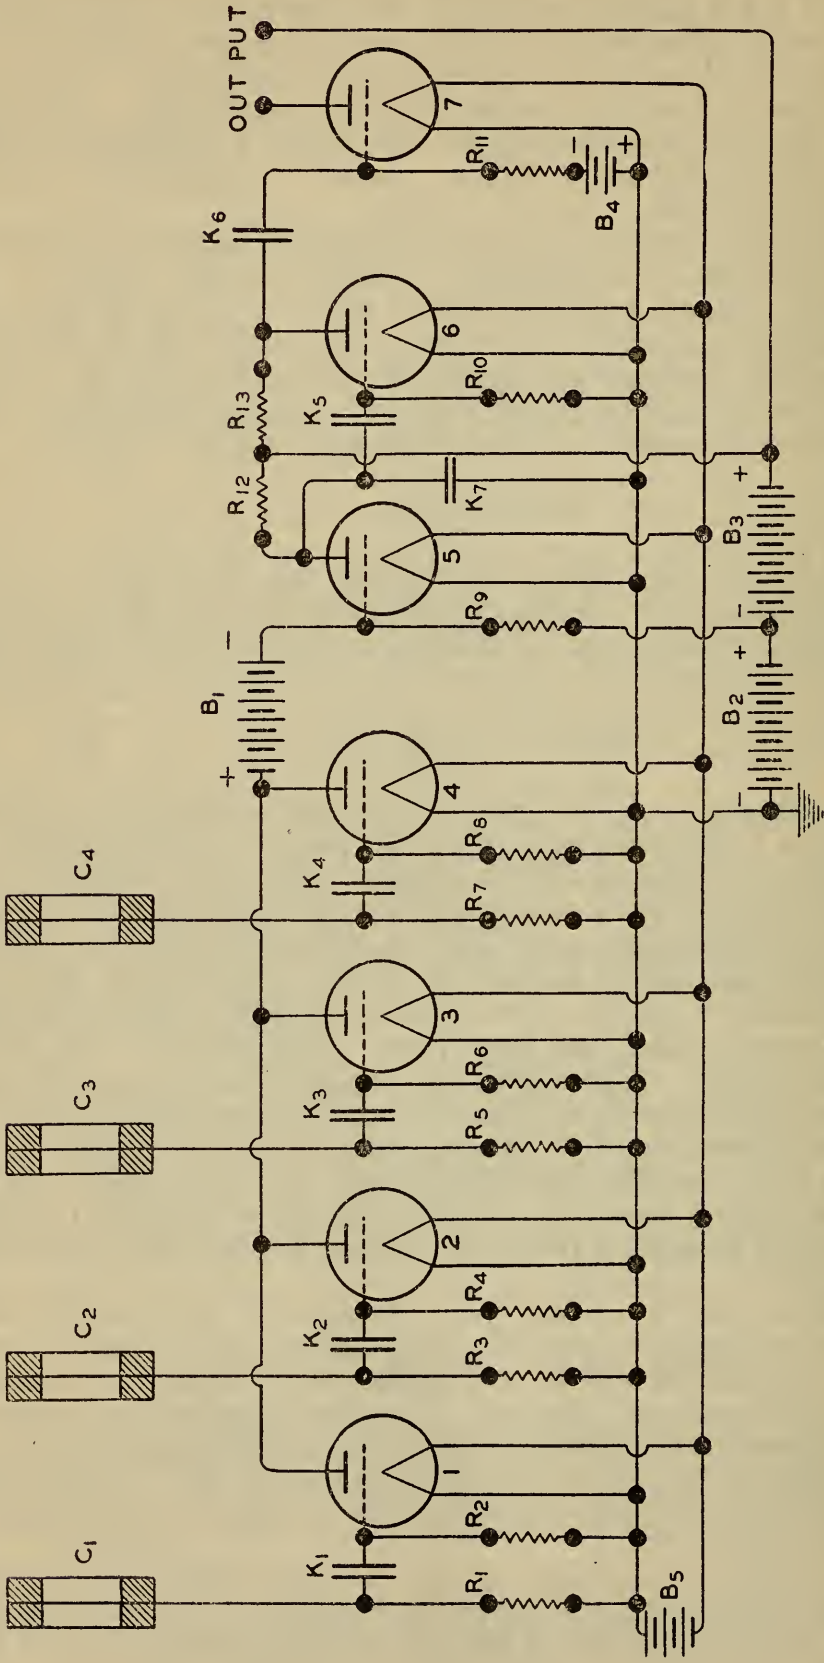 C1 C2 C3 C4
+ B1 − R12 R13 K6 OUT PUT
K1 K2 K3 K4 K5
1 2 3 4 5 6 7
R1 R2 R3 R4 R5 R6 R7 R8 R9 K7 R10 R11
−
B4
+
B5
− B2 + − B3 +